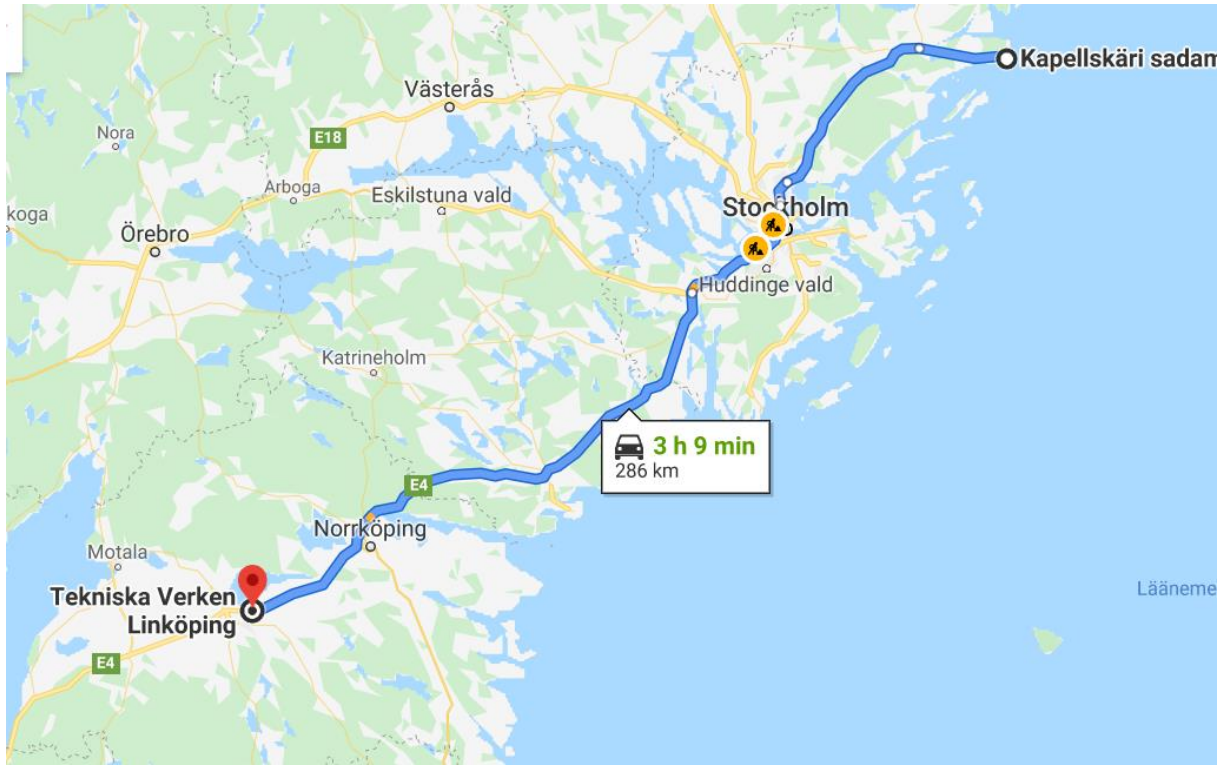 Kapellskäri sadam
Västerås
Nora
E18
Arboga
Eskilstuna vald
koga
Stockholm
Örebro
Huddinge vald
Katrineholm
3 h 9 min
286 km
E4
Norrköping
Motala
Tekniska Verken
Linköping
Lääneme
E4